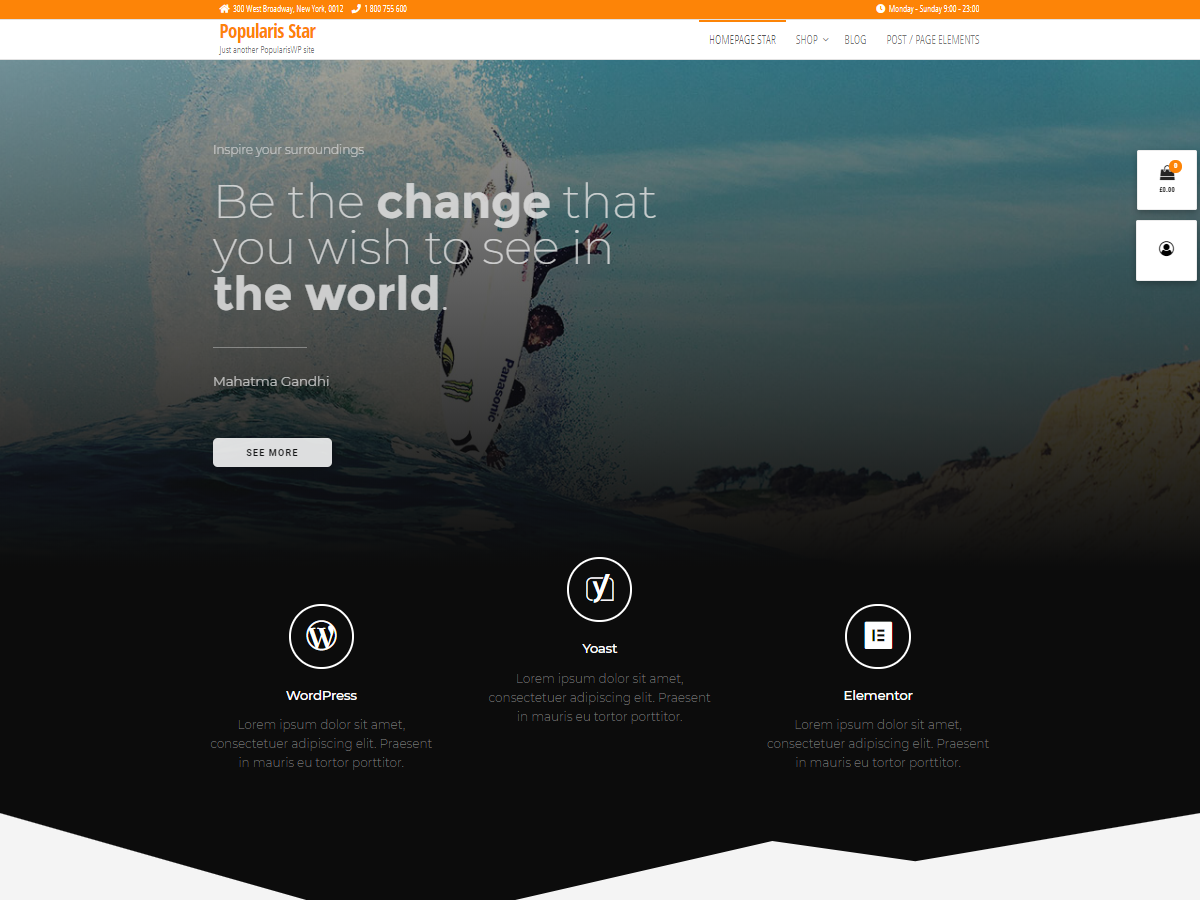 300 West Broadway, New York, 0012 1 800 755 600 Monday - Sunday 9:00 - 23:00
Popularis Star
Just another PopularisWP site
HOMEPAGE STAR SHOP BLOG POST / PAGE ELEMENTS
Inspire your surroundings
Be the change that
you wish to see in
the world.
Mahatma Gandhi
SEE MORE
0
£0.00
Panasonic
WordPress
Lorem ipsum dolor sit amet,
consectetuer adipiscing elit. Praesent
in mauris eu tortor porttitor.
Yoast
Lorem ipsum dolor sit amet,
consectetuer adipiscing elit. Praesent
in mauris eu tortor porttitor.
Elementor
Lorem ipsum dolor sit amet,
consectetuer adipiscing elit. Praesent
in mauris eu tortor porttitor.